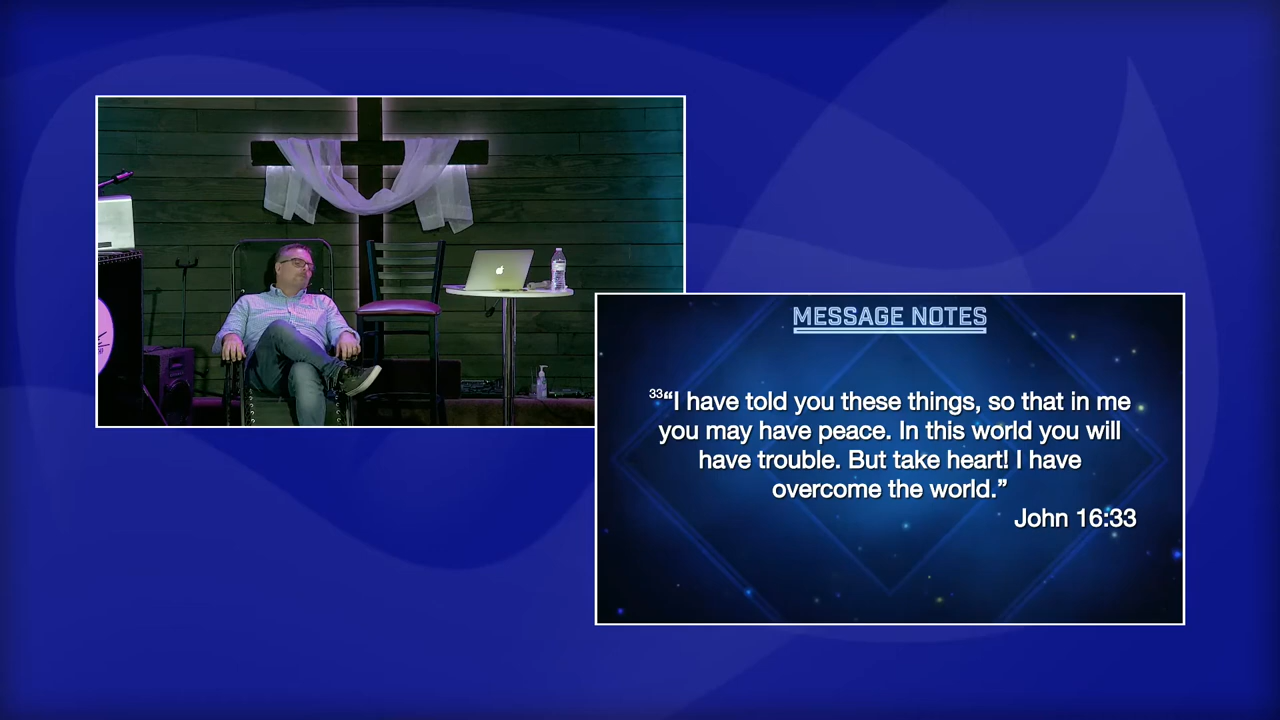 MESSAGE NOTES
33“I have told you these things, so that in me
you may have peace. In this world you will
have trouble. But take heart! I have
overcome the world.”
John 16:33